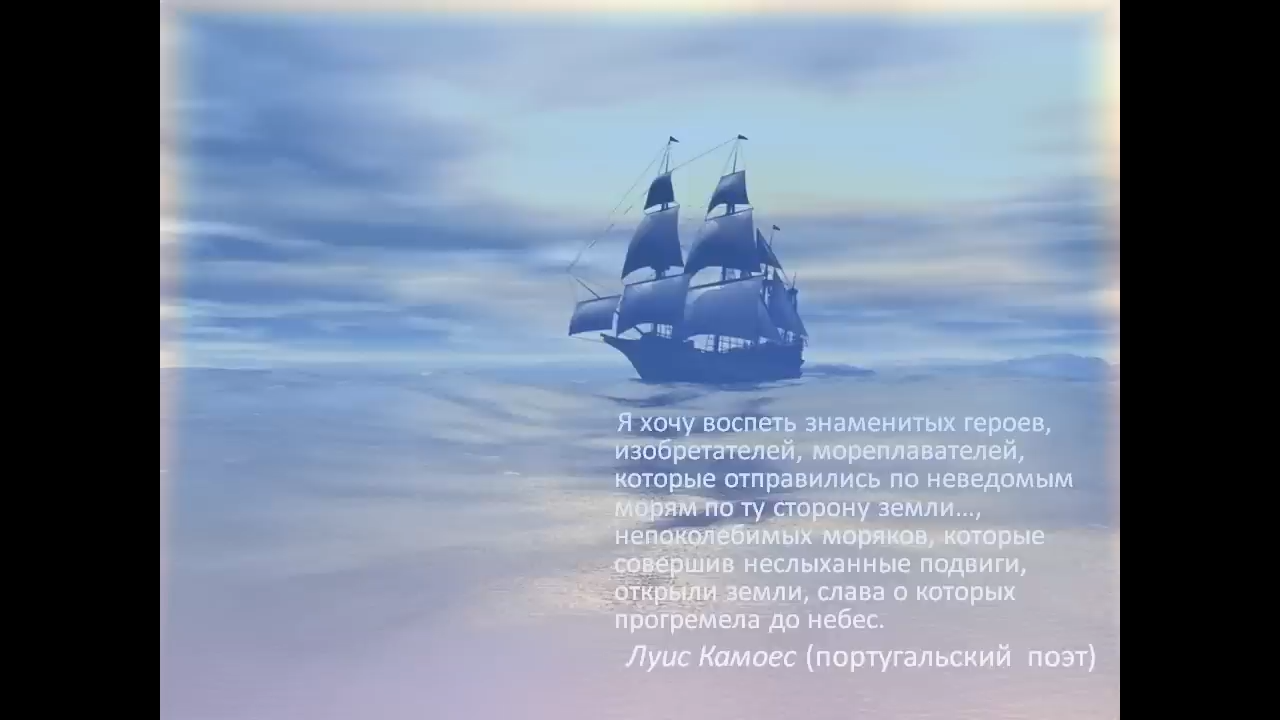 Я хочу воспеть знаменитых героев,
изобретателей, мореплавателей,
которые отправились по неведомым
морям по ту сторону земли…,
непоколебимых моряков, которые
совершив неслыханные подвиги,
открыли земли, слава о которых
прогремела до небес.
Луис Камоес (португальский поэт)